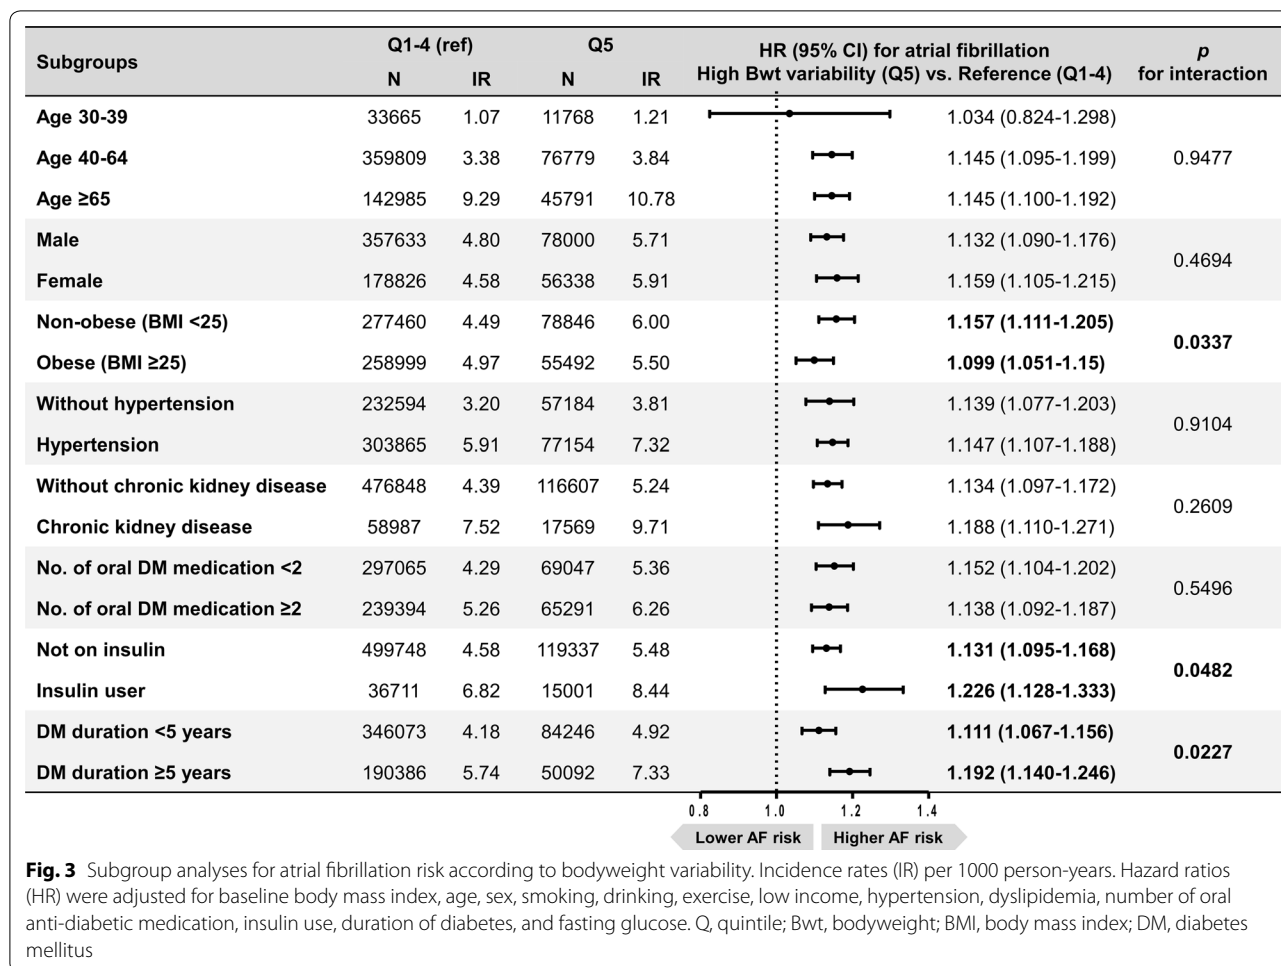 Subgroups Q1-4 (ref) Q5 HR (95% CI) for atrial fibrillation p
N IR N IR High Bwt variability (Q5) vs. Reference (Q1-4) for interaction
Age 30-39 33665 1.07 11768 1.21 1.034 (0.824-1.298)
Age 40-64 359809 3.38 76779 3.84 1.145 (1.095-1.199) 0.9477
Age ≥65 142985 9.29 45791 10.78 1.145 (1.100-1.192)
Male 357633 4.80 78000 5.71 1.132 (1.090-1.176)
0.4694
Female 178826 4.58 56338 5.91 1.159 (1.105-1.215)
Non-obese (BMI <25) 277460 4.49 78846 6.00 1.157 (1.111-1.205)
0.0337
Obese (BMI ≥25) 258999 4.97 55492 5.50 1.099 (1.051-1.15)
Without hypertension 232594 3.20 57184 3.81 1.139 (1.077-1.203)
0.9104
Hypertension 303865 5.91 77154 7.32 1.147 (1.107-1.188)
Without chronic kidney disease 476848 4.39 116607 5.24 1.134 (1.097-1.172)
0.2609
Chronic kidney disease 58987 7.52 17569 9.71 1.188 (1.110-1.271)
No. of oral DM medication <2 297065 4.29 69047 5.36 1.152 (1.104-1.202)
0.5496
No. of oral DM medication ≥2 239394 5.26 65291 6.26 1.138 (1.092-1.187)
Not on insulin 499748 4.58 119337 5.48 1.131 (1.095-1.168)
0.0482
Insulin user 36711 6.82 15001 8.44 1.226 (1.128-1.333)
DM duration <5 years 346073 4.18 84246 4.92 1.111 (1.067-1.156)
0.0227
DM duration ≥5 years 190386 5.74 50092 7.33 1.192 (1.140-1.246)
0.8 1.0 1.2 1.4
Lower AF risk Higher AF risk
Fig. 3 Subgroup analyses for atrial fibrillation risk according to bodyweight variability. Incidence rates (IR) per 1000 person-years. Hazard ratios
(HR) were adjusted for baseline body mass index, age, sex, smoking, drinking, exercise, low income, hypertension, dyslipidemia, number of oral
anti-diabetic medication, insulin use, duration of diabetes, and fasting glucose. Q, quintile; Bwt, bodyweight; BMI, body mass index; DM, diabetes
mellitus